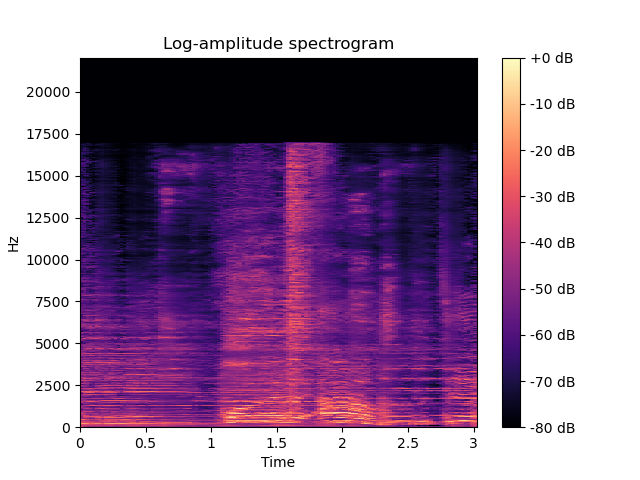 Log-amplitude spectrogram
Hz
20000
17500
15000
12500
10000
7500
5000
2500
0
0 0.5 1 1.5 2 2.5 3
Time
+0 dB
-10 dB
-20 dB
-30 dB
-40 dB
-50 dB
-60 dB
-70 dB
-80 dB